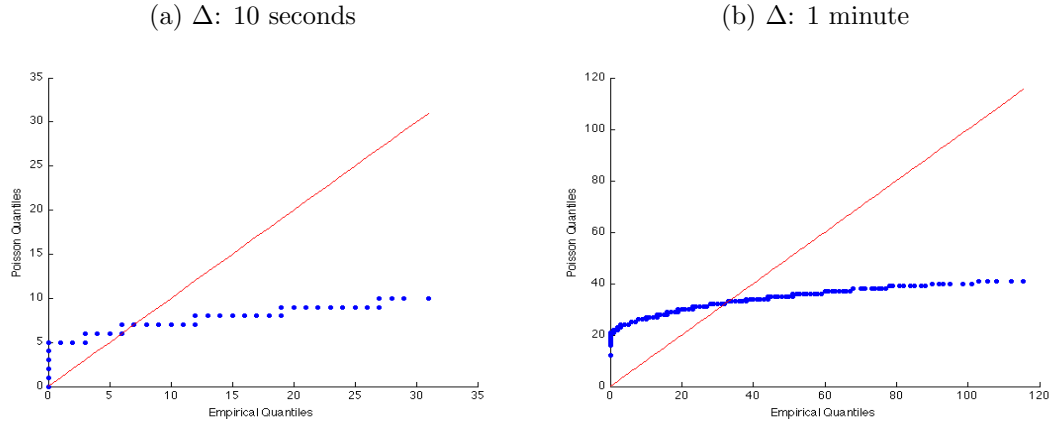 (a) Δ: 10 seconds
(b) Δ: 1 minute
35
30
25
20
15
10
5
0
Poisson Quantiles
0 5 10 15 20 25 30 35
Empirical Quantiles
120
100
80
60
40
20
0
Poisson Quantiles
0 20 40 60 80 100 120
Empirical Quantiles